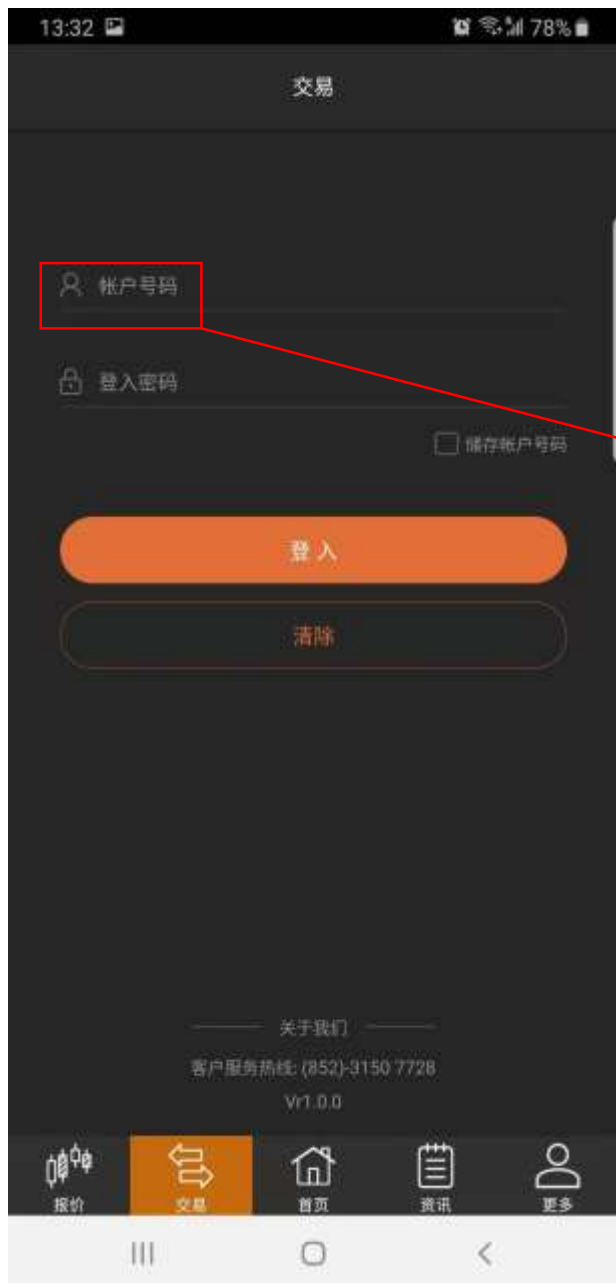 13:32 78%
交易
帐户号码
登入密码
储存帐户号码
登入
清除
关于我们
客户服务热线: (852)-3150 7728
Vr1.0.0
报价 交易 首页 资讯 更多